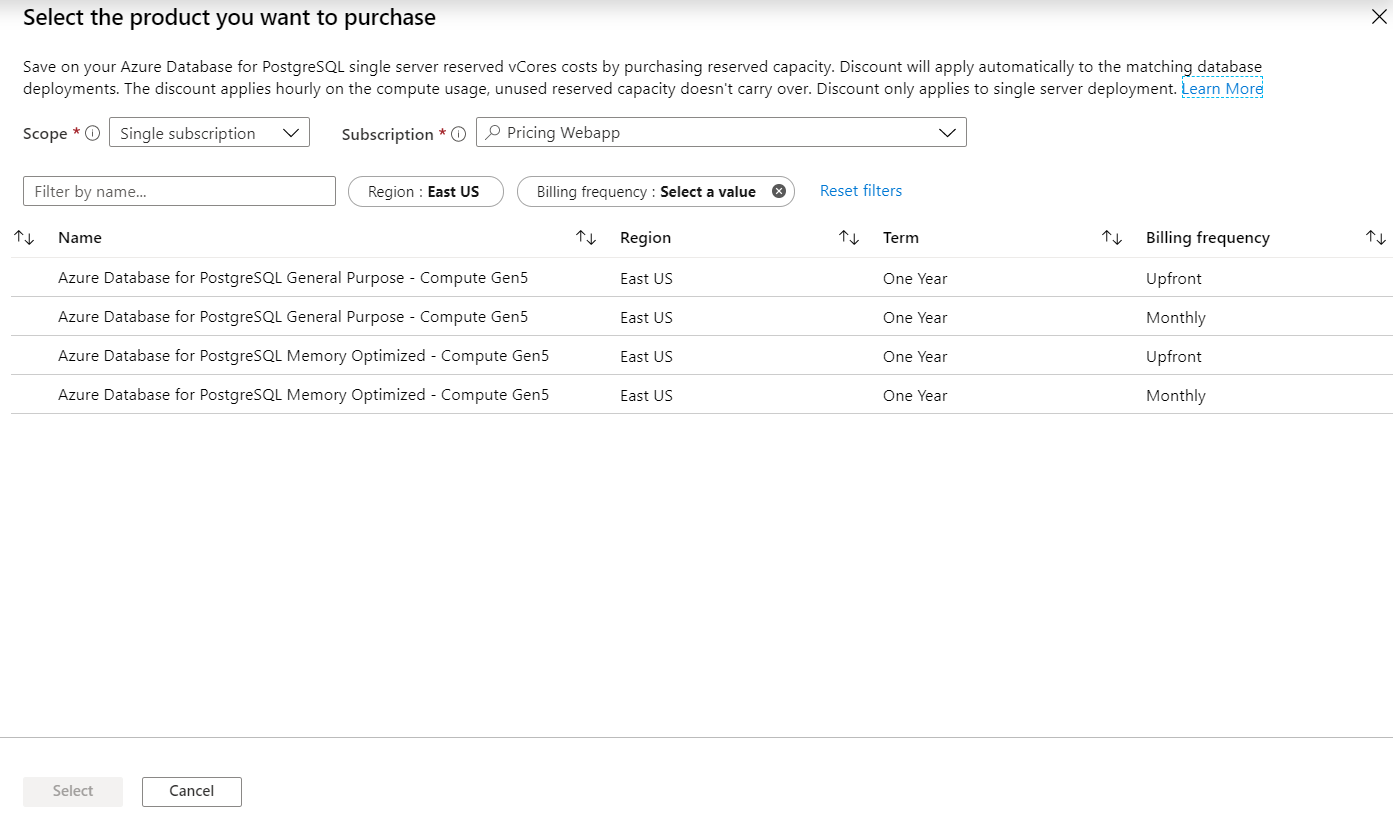 Select the product you want to purchase
Save on your Azure Database for PostgreSQL single server reserved vCores costs by purchasing reserved capacity. Discount will apply automatically to the matching database
deployments. The discount applies hourly on the compute usage, unused reserved capacity doesn't carry over. Discount only applies to single server deployment. Learn More
Scope * Single subscription Subscription * Pricing Webapp
Filter by name... Region : East US Billing frequency : Select a value Reset filters
Name Region Term Billing frequency
Azure Database for PostgreSQL General Purpose - Compute Gen5 East US One Year Upfront
Azure Database for PostgreSQL General Purpose - Compute Gen5 East US One Year Monthly
Azure Database for PostgreSQL Memory Optimized - Compute Gen5 East US One Year Upfront
Azure Database for PostgreSQL Memory Optimized - Compute Gen5 East US One Year Monthly
Select Cancel